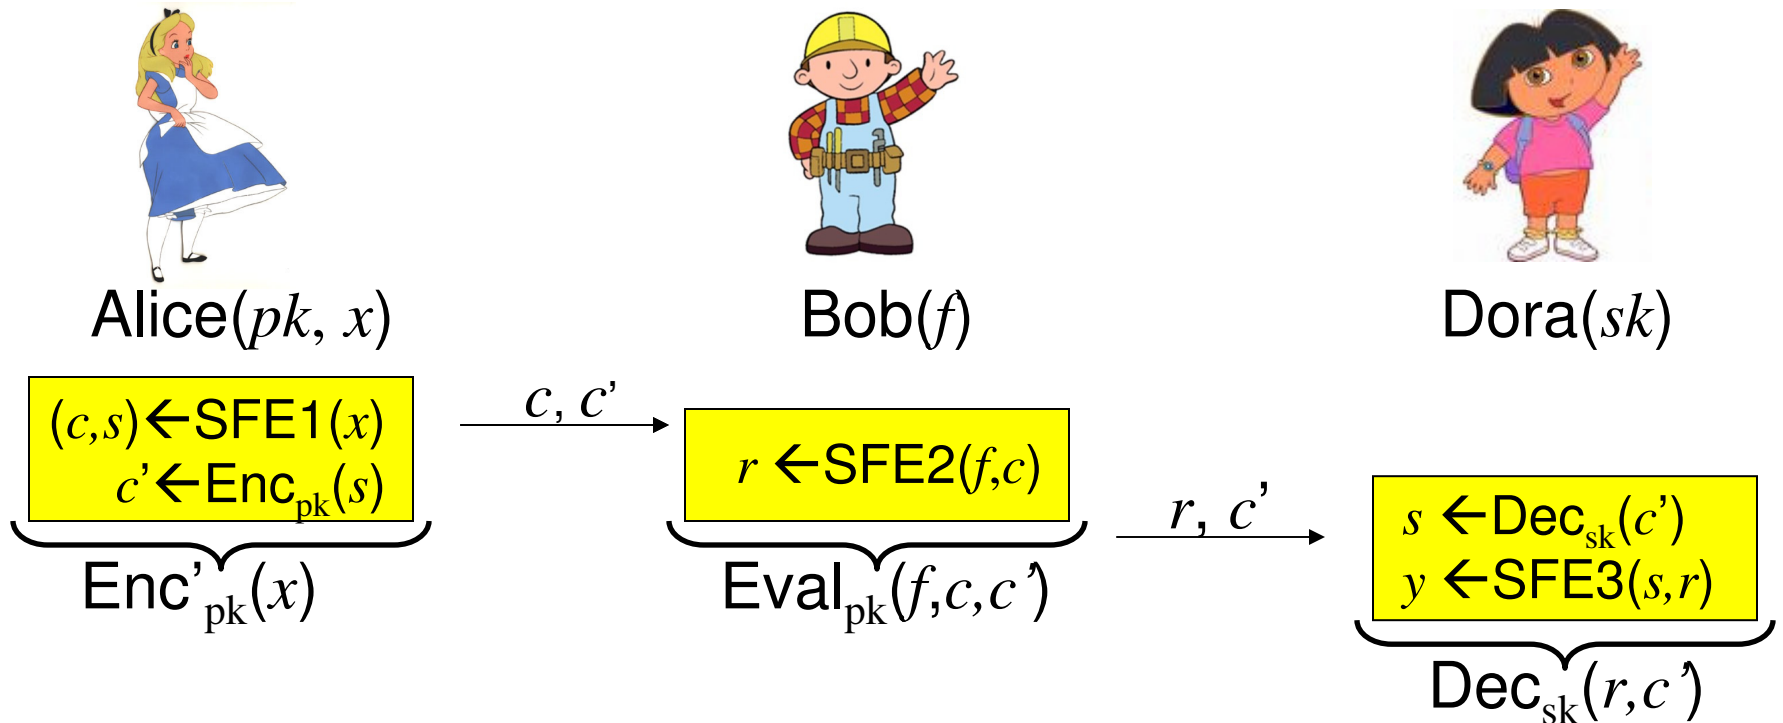 Alice(pk, x)
Bob(f)
Dora(sk)
(c,s)←SFE1(x)
c'←Enc_pk(s)
Enc'_pk(x)
c, c'
r ←SFE2(f,c)
Eval_pk(f,c,c')
r, c'
s ←Dec_sk(c')
y ←SFE3(s,r)
Dec_sk(r,c')